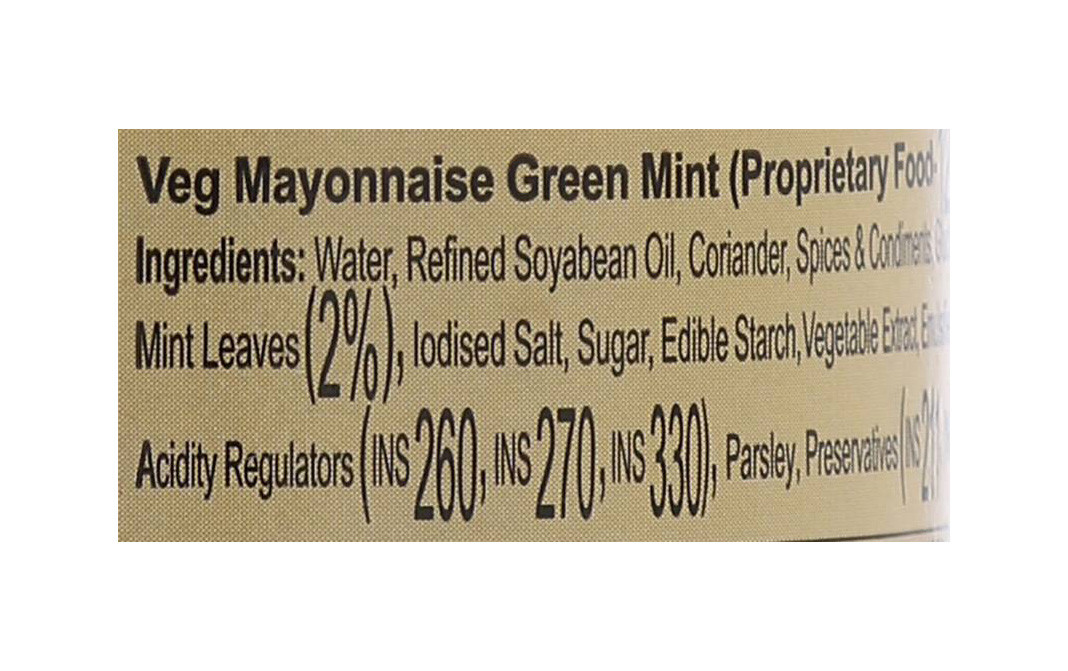 Veg Mayonnaise Green Mint (Proprietary Food-
Ingredients: Water, Refined Soyabean Oil, Coriander, Spices & Condiments,
Mint Leaves (2%), Iodised Salt, Sugar, Edible Starch, Vegetable Extract,
Acidity Regulators (INS 260, INS 270, INS 330), Parsley, Preservatives (INS